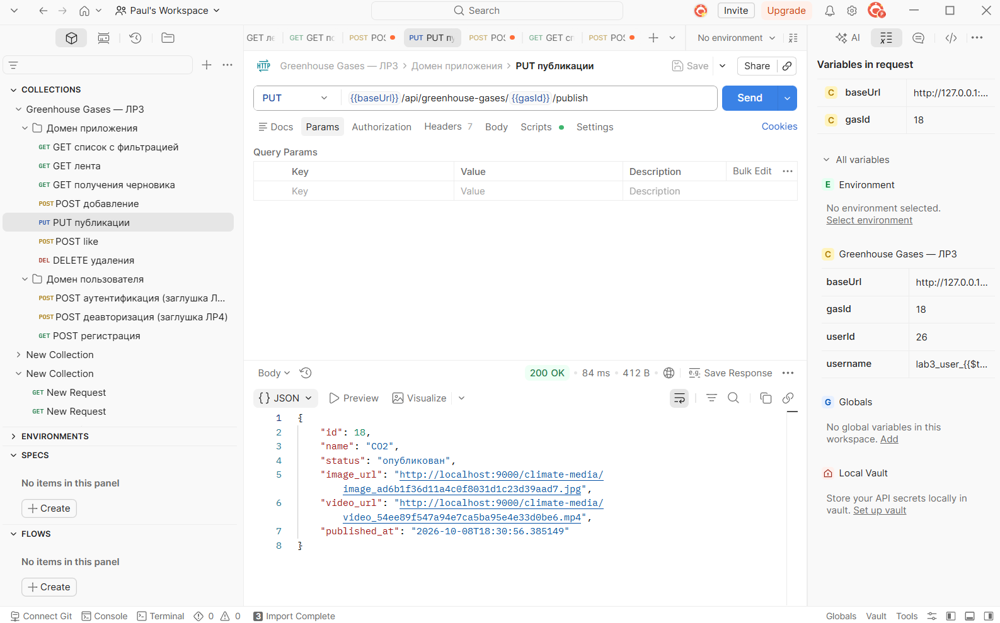 Paul's Workspace
Search
Invite
Upgrade
GET ле
GET GET по
POST POS
PUT PUT пу
POST POS
GET GET сп
POST POS
No environment
AI
HTTP Greenhouse Gases — ЛР3 > Домен приложения > PUT публикации
Save
Share
Variables in request
COLLECTIONS
Greenhouse Gases — ЛР3
Домен приложения
GET GET список с фильтрацией
GET GET лента
GET GET получения черновика
POST POST добавление
PUT PUT публикации
POST POST like
DEL DELETE удаления
Домен пользователя
POST POST аутентификация (заглушка Л...
POST POST деавторизация (заглушка ЛР4)
GET POST регистрация
New Collection
New Collection
GET New Request
GET New Request
ENVIRONMENTS
SPECS
No items in this panel
Create
FLOWS
No items in this panel
Create
PUT
{{baseUrl}} /api/greenhouse-gases/ {{gasId}} /publish
Send
Docs Params Authorization Headers 7 Body Scripts Settings
Cookies
Query Params
Key Value Description Bulk Edit
Key Value Description
Body
200 OK 84 ms 412 B e.g. Save Response
{} JSON Preview Visualize
1 {
2 "id": 18,
3 "name": "CO2",
4 "status": "опубликован",
5 "image_url": "http://localhost:9000/climate-media/
image_ad6b1f36d11a4c0f8031d1c23d39aad7.jpg",
6 "video_url": "http://localhost:9000/climate-media/
video_54ee89f547a94e7ca5ba95e4e33d0be6.mp4",
7 "published_at": "2026-10-08T18:30:56.385149"
8 }
C baseUrl http://127.0.0.1:...
C gasId 18
All variables
E Environment
No environment selected.
Select environment
C Greenhouse Gases — ЛР3
baseUrl http://127.0.0.1...
gasId 18
userId 26
username lab3_user_{{$t...
G Globals
No global variables in this
workspace. Add
Local Vault
Store your API secrets locally in
vault. Set up vault
Connect Git Console Terminal 0 0 3 Import Complete
Globals Vault Tools